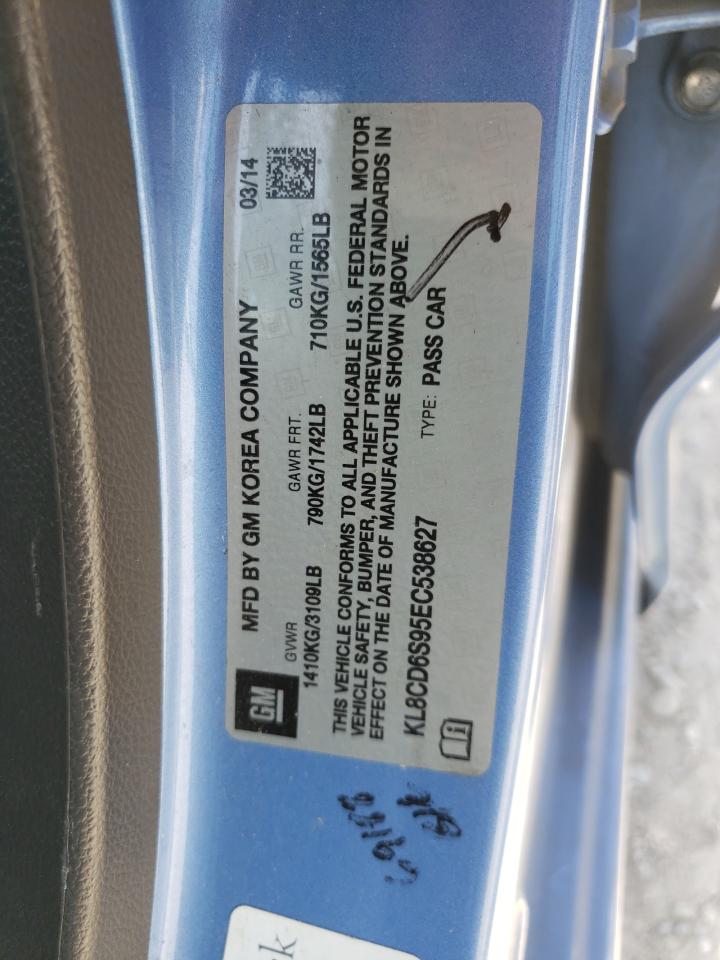 MFD BY GM KOREA COMPANY 03/14
GM
GVWR GAWR FRT. GAWR RR.
1410KG/3109LB 790KG/1742LB 710KG/1565LB
THIS VEHICLE CONFORMS TO ALL APPLICABLE U.S. FEDERAL MOTOR
VEHICLE SAFETY, BUMPER, AND THEFT PREVENTION STANDARDS IN
EFFECT ON THE DATE OF MANUFACTURE SHOWN ABOVE.
KL8CD6S95EC538627 TYPE: PASS CAR